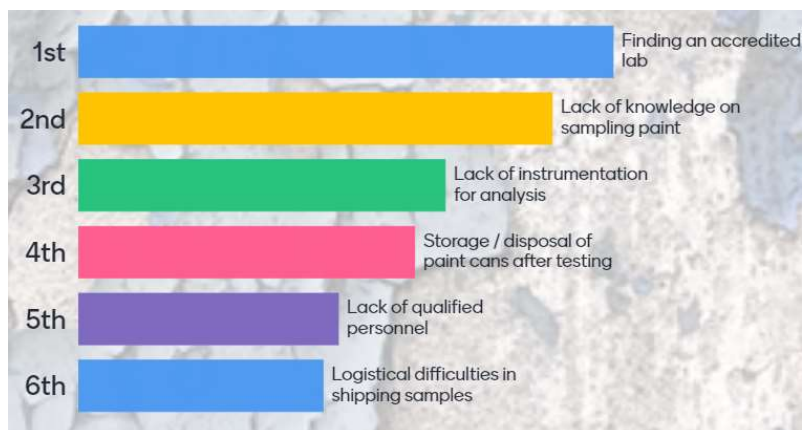 1st
Finding an accredited
lab
2nd
Lack of knowledge on
sampling paint
3rd
Lack of instrumentation
for analysis
4th
Storage / disposal of
paint cans after testing
5th
Lack of qualified
personnel
6th
Logistical difficulties in
shipping samples